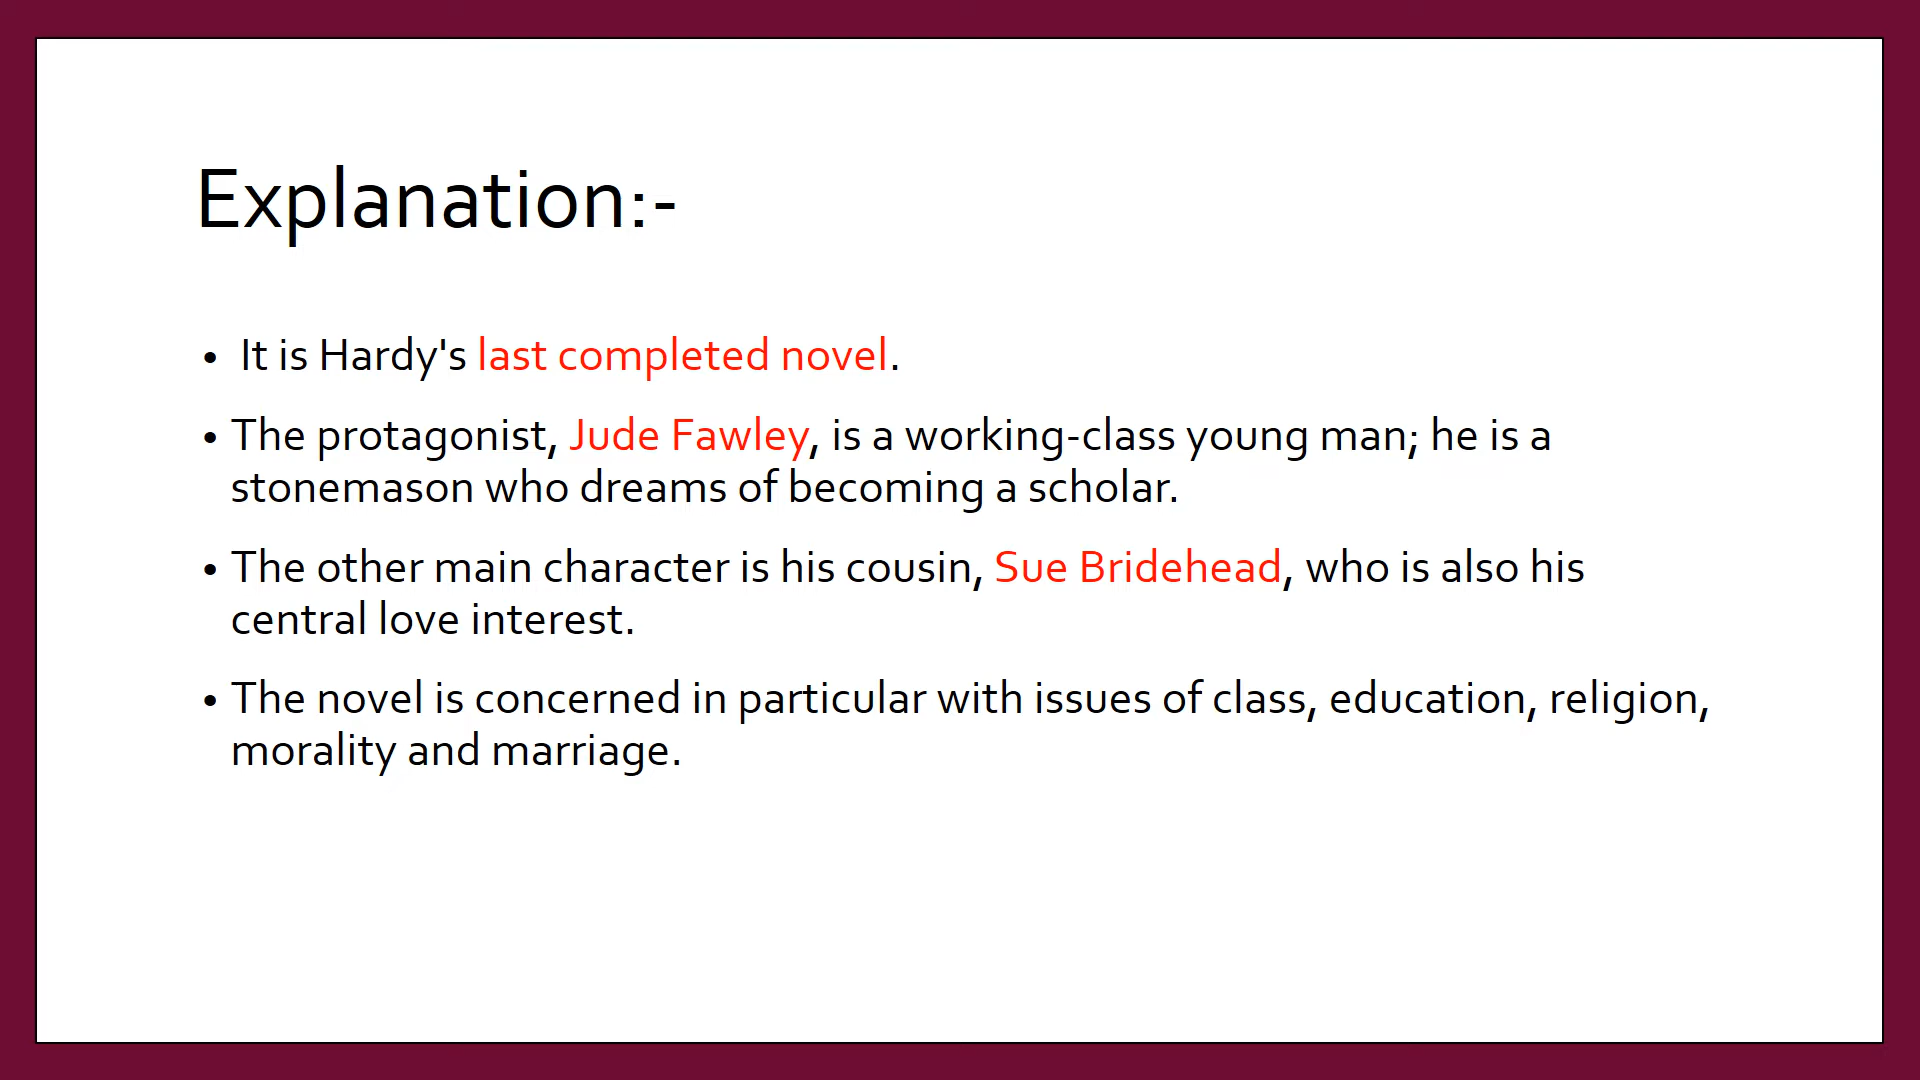 Explanation:-
• It is Hardy's last completed novel.
• The protagonist, Jude Fawley, is a working-class young man; he is a
stonemason who dreams of becoming a scholar.
• The other main character is his cousin, Sue Bridehead, who is also his
central love interest.
• The novel is concerned in particular with issues of class, education, religion,
morality and marriage.